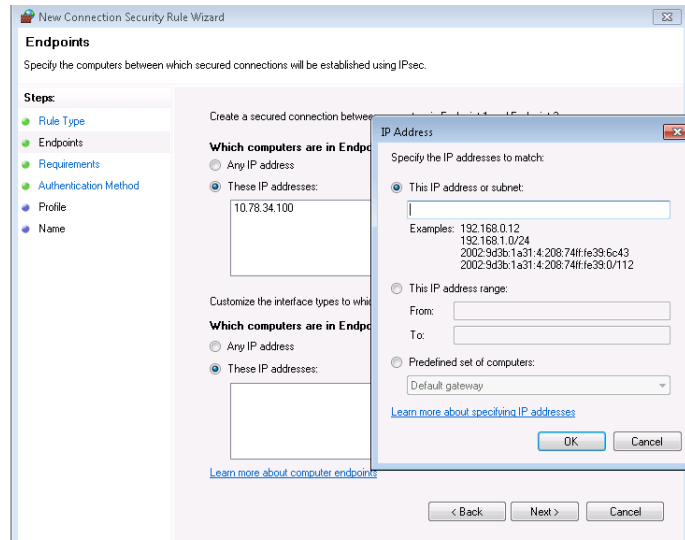 New Connection Security Rule Wizard
Endpoints
Specify the computers between which secured connections will be established using IPsec.
Steps:
Rule Type
Endpoints
Requirements
Authentication Method
Profile
Name
Create a secured connection betwee
Which computers are in Endpo
Any IP address
These IP addresses:
10.78.34.100
Customize the interface types to whic
Which computers are in Endpo
Any IP address
These IP addresses:
Learn more about computer endpoints
< Back
Next >
Cancel
IP Address
Specify the IP addresses to match:
This IP address or subnet:
Examples: 192.168.0.12
192.168.1.0/24
2002:9d3b:1a31:4:208:74ff:fe39:6c43
2002:9d3b:1a31:4:208:74ff:fe39:0/112
This IP address range:
From:
To:
Predefined set of computers:
Default gateway
Learn more about specifying IP addresses
OK
Cancel